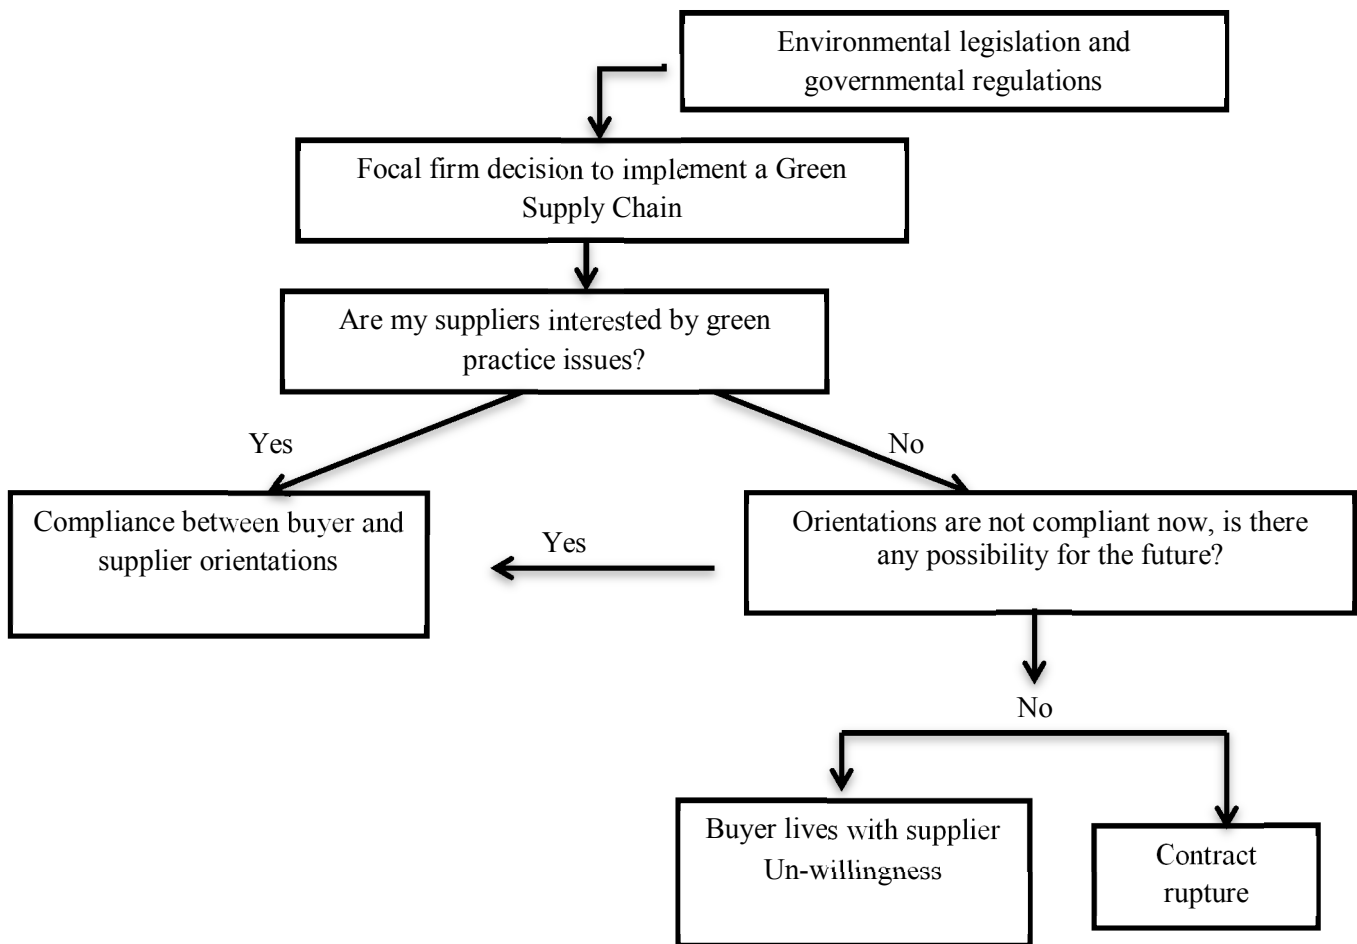 Environmental legislation and
governmental regulations
Focal firm decision to implement a Green
Supply Chain
Are my suppliers interested by green
practice issues?
Yes
No
Compliance between buyer and
supplier orientations
Yes
Orientations are not compliant now, is there
any possibility for the future?
No
Buyer lives with supplier
Un-willingness
Contract
rupture